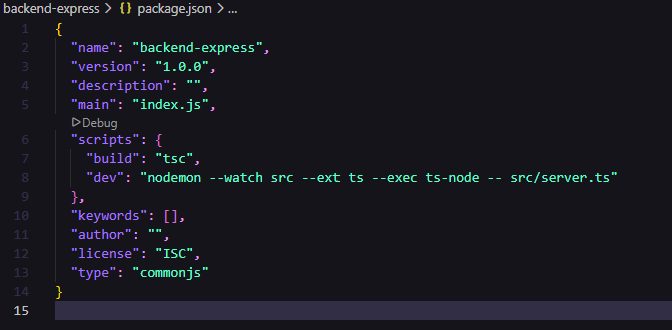 backend-express > {} package.json > ...
1 {
2 "name": "backend-express",
3 "version": "1.0.0",
4 "description": "",
5 "main": "index.js",
Debug
6 "scripts": {
7 "build": "tsc",
8 "dev": "nodemon --watch src --ext ts --exec ts-node -- src/server.ts"
9 },
10 "keywords": [],
11 "author": "",
12 "license": "ISC",
13 "type": "commonjs"
14 }
15